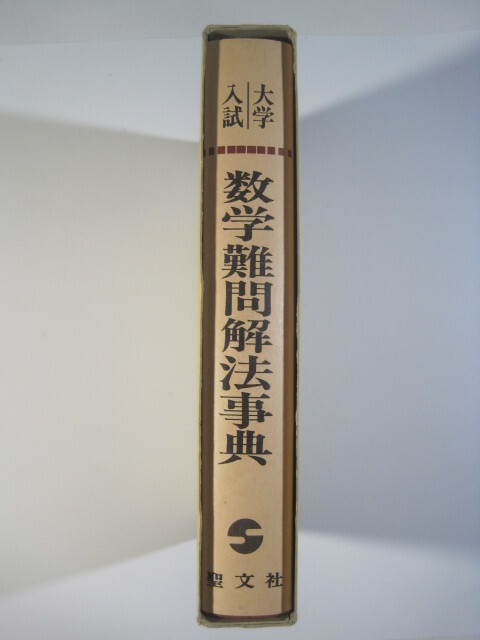 大学
入試
数学難問解法事典
聖文社